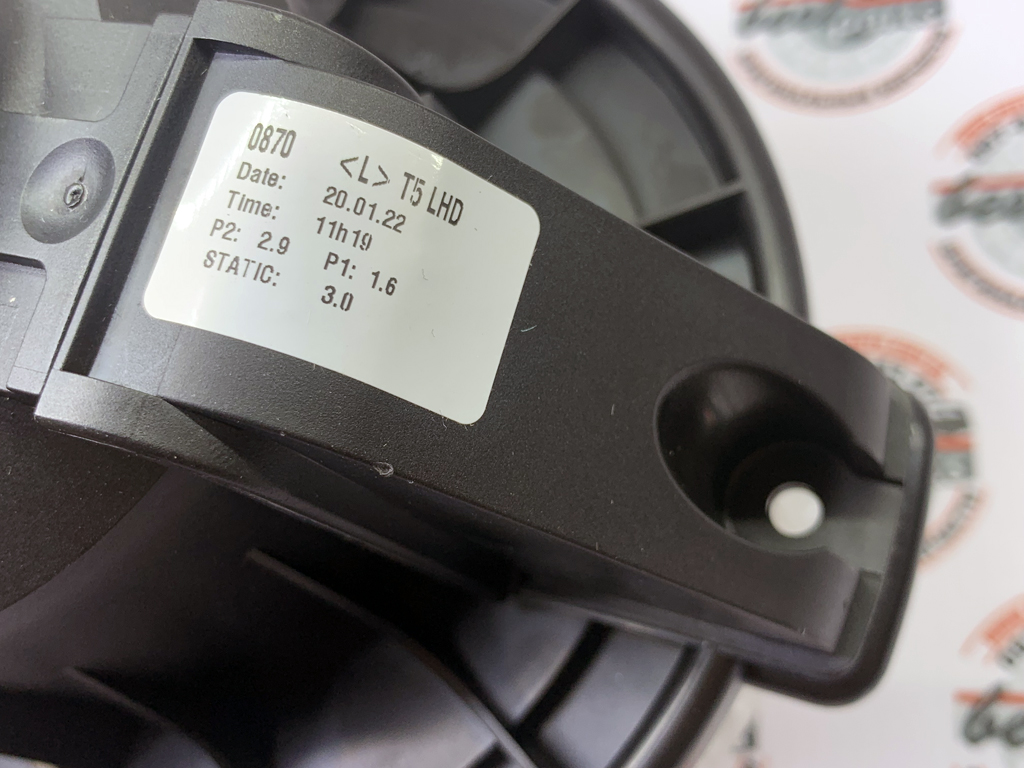 0870 <L> T5 LHD
Date: 20.01.22
Time: 11h19
P2: 2.9 P1: 1.6
STATIC: 3.0